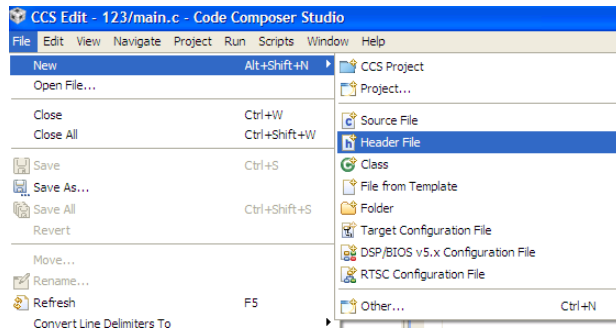 CCS Edit - 123/main.c - Code Composer Studio
File Edit View Navigate Project Run Scripts Window Help
New Alt+Shift+N
Open File...
Close Ctrl+W
Close All Ctrl+Shift+W
Save Ctrl+S
Save As...
Save All Ctrl+Shift+S
Revert
Move...
Rename...
Refresh F5
Convert Line Delimiters To
CCS Project
Project...
Source File
Header File
Class
File from Template
Folder
Target Configuration File
DSP/BIOS v5.x Configuration File
RTSC Configuration File
Other... Ctrl+N